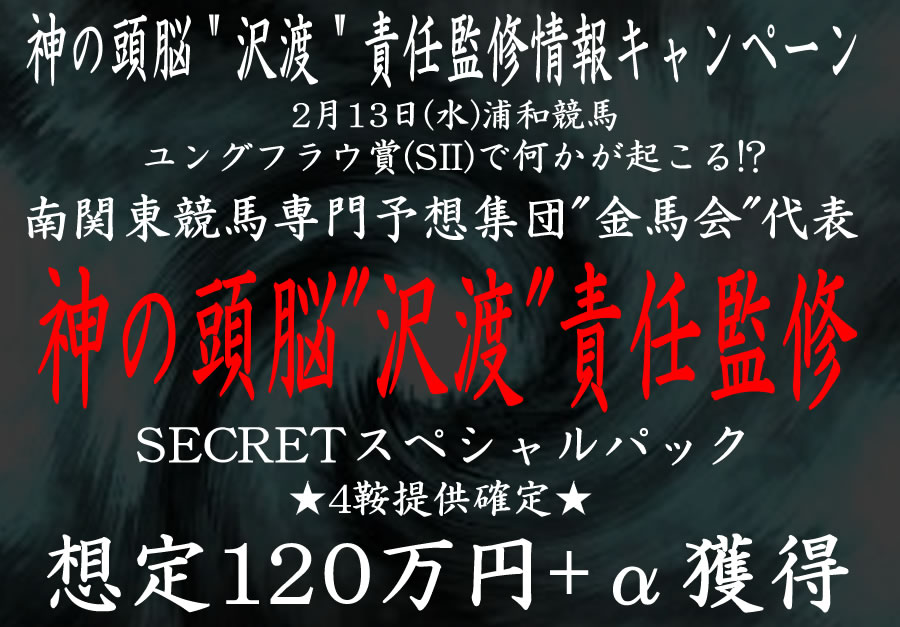 神の頭脳"沢渡"責任監修情報キャンペーン
2月13日(水)浦和競馬
ユングフラウ賞(SII)で何かが起こる!?
南関東競馬専門予想集団"金馬会"代表
神の頭脳"沢渡"責任監修
SECRETスペシャルパック
★4鞍提供確定★
想定120万円+α獲得